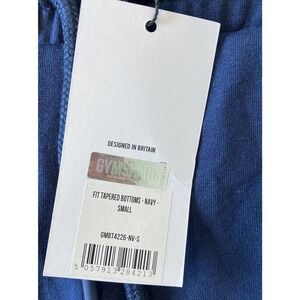 DESIGNED IN BRITAIN
GYMSHARK
FIT TAPERED BOTTOMS - NAVY -
SMALL
GMBT4226-NV-S
5 057913 284213